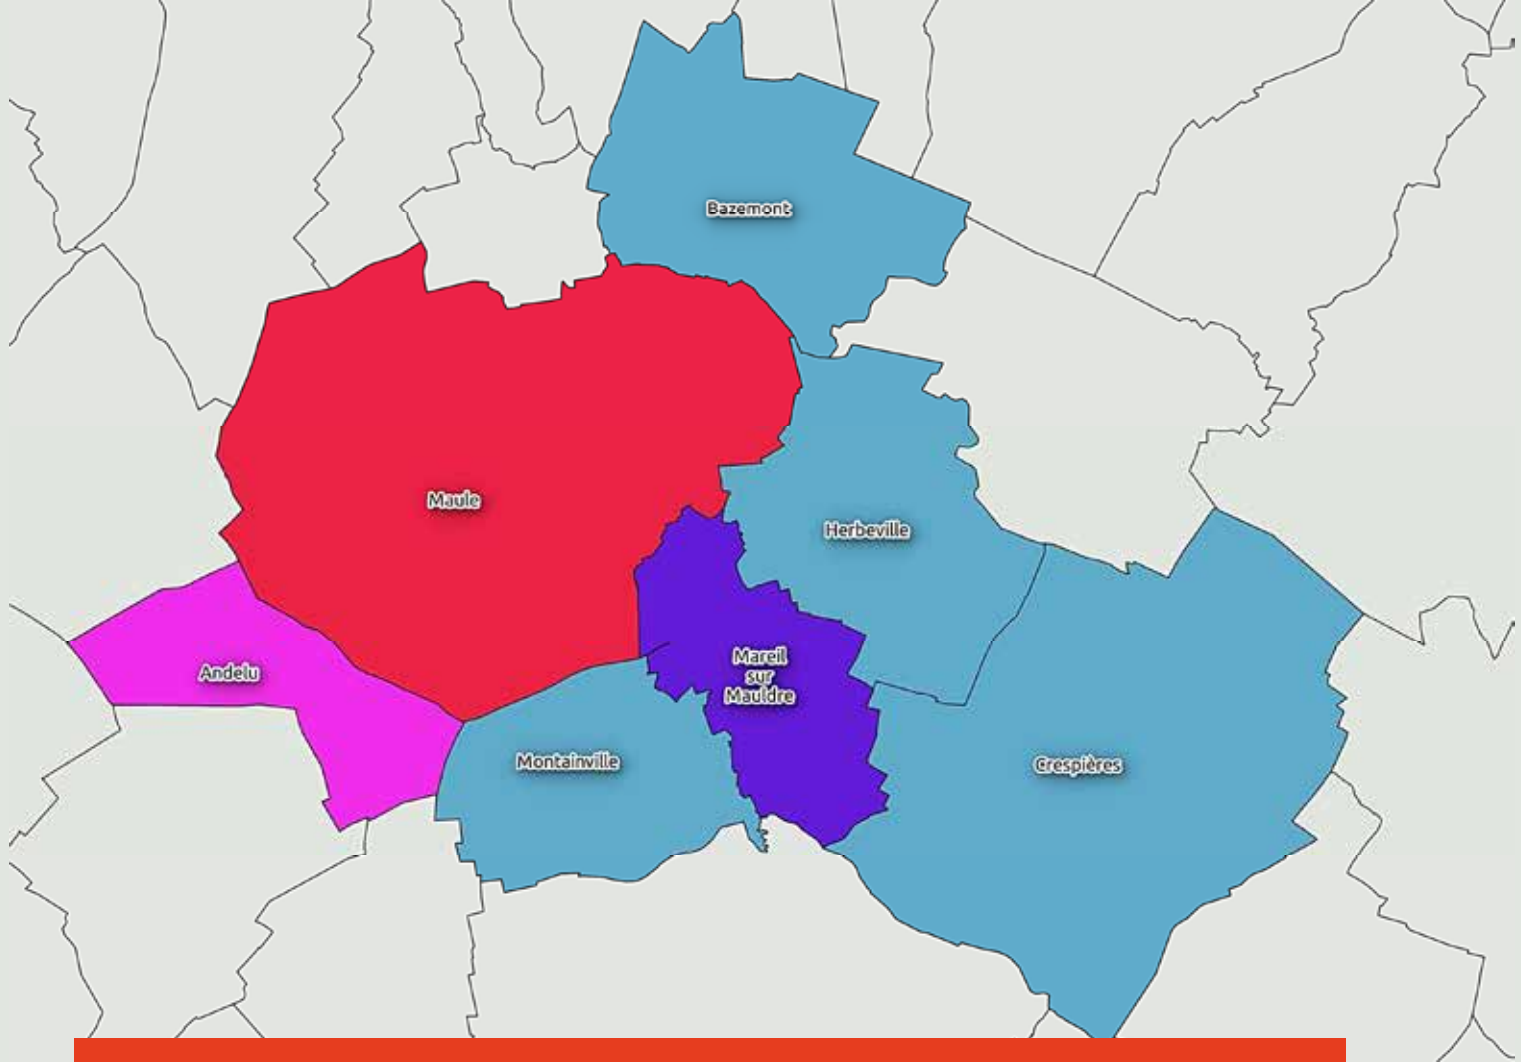 Bazemont
Maule
Herbeville
Mareil
sur
Mauldre
Andelu
Montainville
Crespières